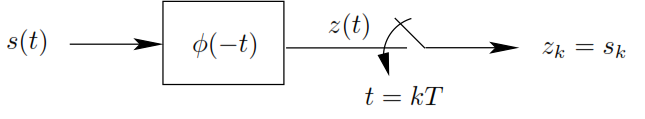 s(t)
ϕ(−t)
z(t)
t = kT
z_k = s_k